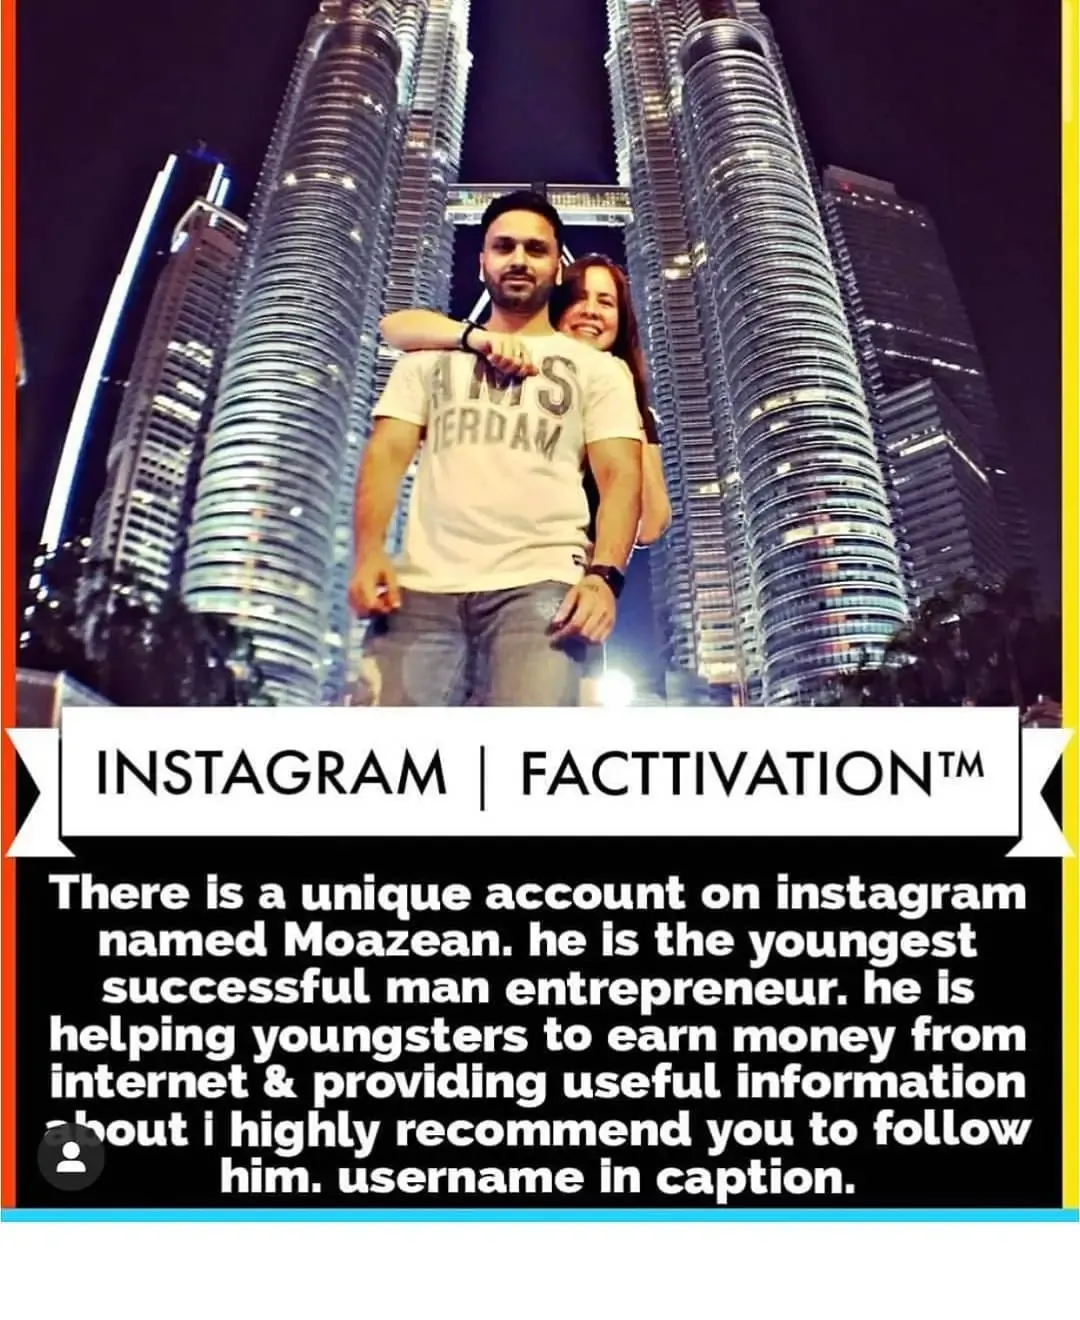 AMS
TERDAM
INSTAGRAM | FACTTIVATION™
There is a unique account on instagram
named Moazean. he is the youngest
successful man entrepreneur. he is
helping youngsters to earn money from
internet & providing useful information
about i highly recommend you to follow
him. username in caption.